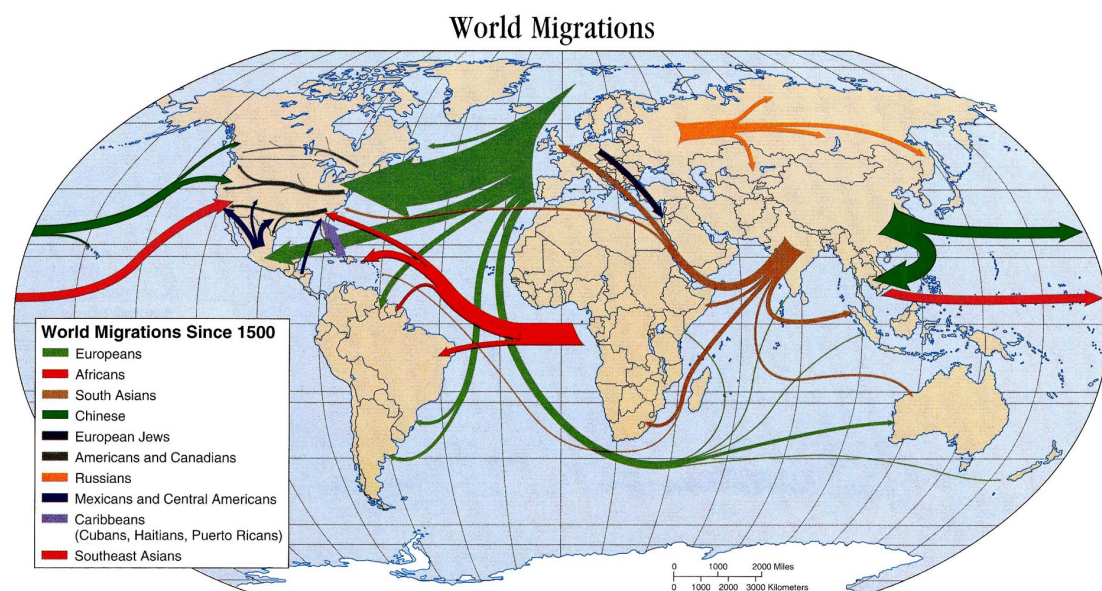 World Migrations
World Migrations Since 1500
Europeans
Africans
South Asians
Chinese
European Jews
Americans and Canadians
Russians
Mexicans and Central Americans
Caribbeans
(Cubans, Haitians, Puerto Ricans)
Southeast Asians
0 1000 2000 Miles
0 1000 2000 3000 Kilometers